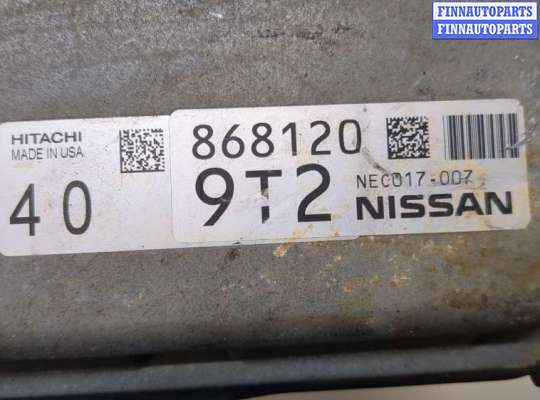 FINNAUTOPARTS
FINNAUTOPARTS
HITACHI
MADE IN USA
40
868120
9T2
NEC017-007
NISSAN